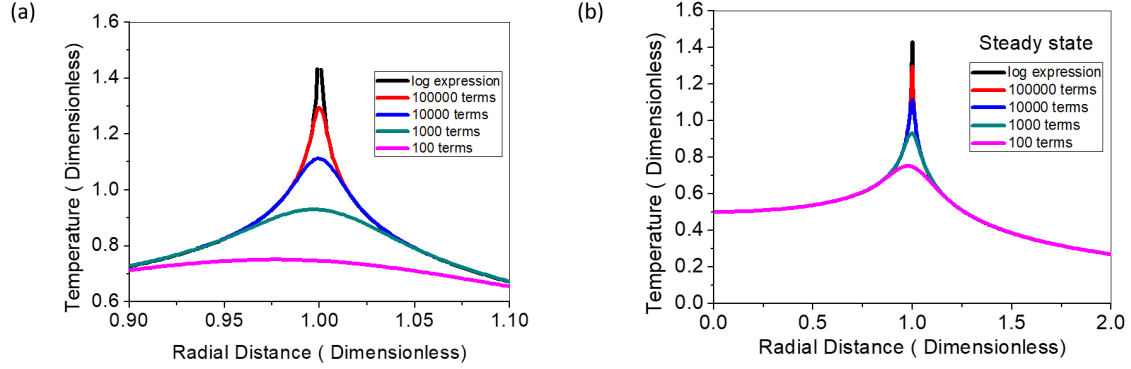 (a)
1.6
1.4
1.2
1.0
0.8
0.6
Temperature ( Dimensionless)
log expression
100000 terms
10000 terms
1000 terms
100 terms
0.90
0.95
1.00
1.05
1.10
Radial Distance ( Dimensionless)
(b)
1.6
1.4
1.2
1.0
0.8
0.6
0.4
0.2
0.0
Temperature ( Dimensionless)
Steady state
log expression
100000 terms
10000 terms
1000 terms
100 terms
0.0
0.5
1.0
1.5
2.0
Radial Distance ( Dimensionless)